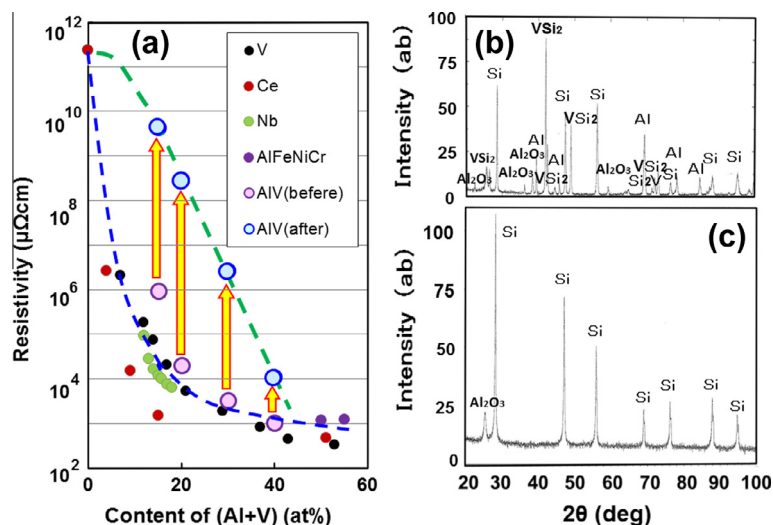 (a)
Resistivity (μΩcm)
10¹²
10¹⁰
10⁸
10⁶
10⁴
10²
0
20
40
60
Content of (Al+V) (at%)
V
Ce
Nb
AlFeNiCr
AlV(befere)
AlV(after)
(b)
Intensity (ab)
100
75
50
25
0
Al₂O₃
VSi₂
Si
Al₂O₃
Al₂O₃
Al
VSi₂
VSi₂
Al
Si
VSi₂
Si
Al₂O₃
Si₂
Al
VSi₂
V
Al
Si
Al
Si
Si
(c)
Intensity (ab)
100
75
50
25
0
Al₂O₃
Si
Si
Si
Si
Si
Si
Si
20 30 40 50 60 70 80 90 100
2θ (deg)